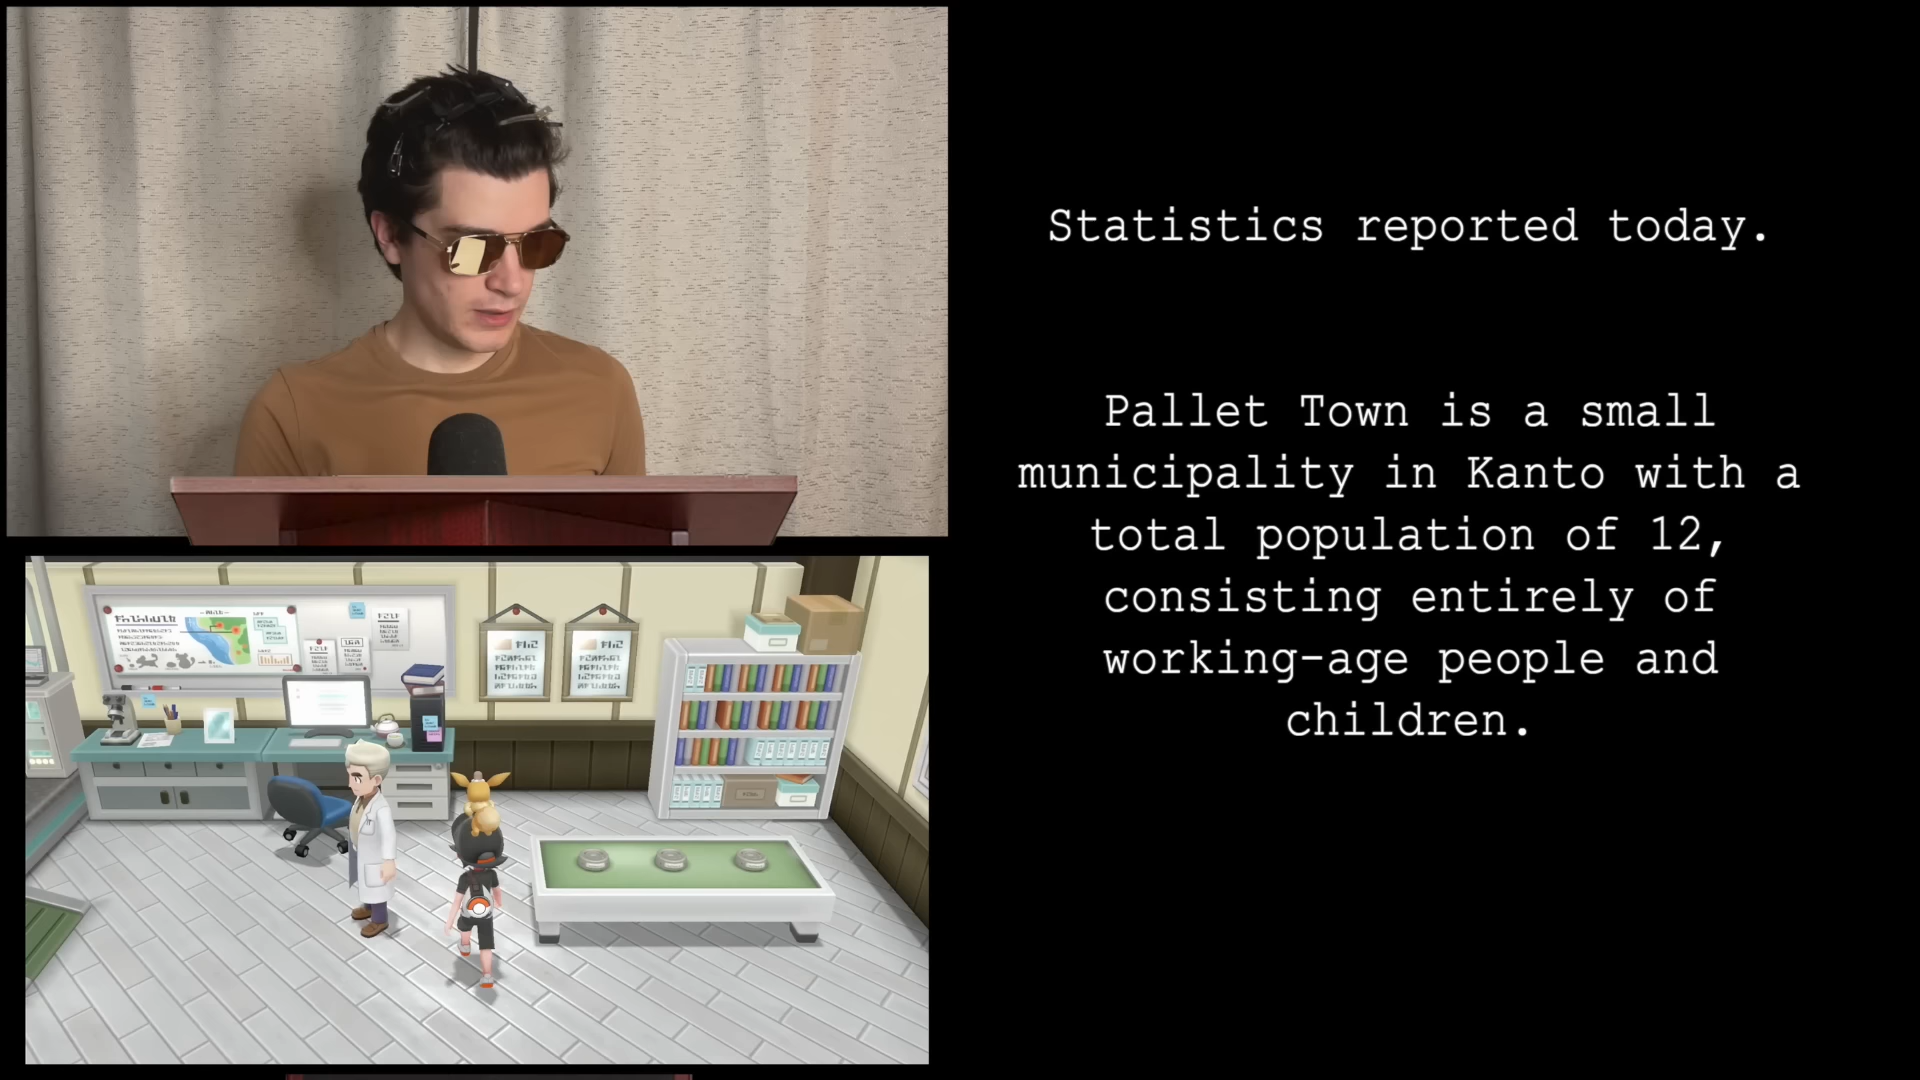 Statistics reported today.
Pallet Town is a small
municipality in Kanto with a
total population of 12,
consisting entirely of
working-age people and
children.